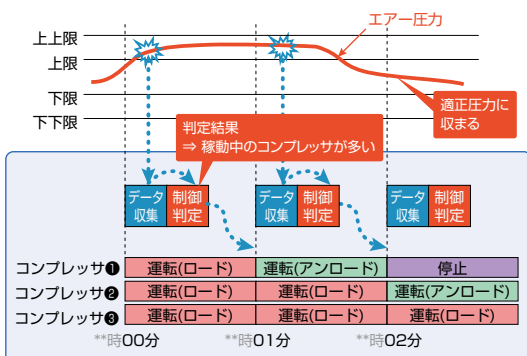 エアー圧力
上上限
上限
下限
下下限
適正圧力に
収まる
判定結果
⇒ 稼動中のコンプレッサが多い
データ
収集
制御
判定
データ
収集
制御
判定
データ
収集
制御
判定
コンプレッサ❶ 運転(ロード) 運転(アンロード) 停止
コンプレッサ❷ 運転(ロード) 運転(ロード) 運転(アンロード)
コンプレッサ❸ 運転(ロード) 運転(ロード) 運転(ロード)
**時00分 **時01分 **時02分